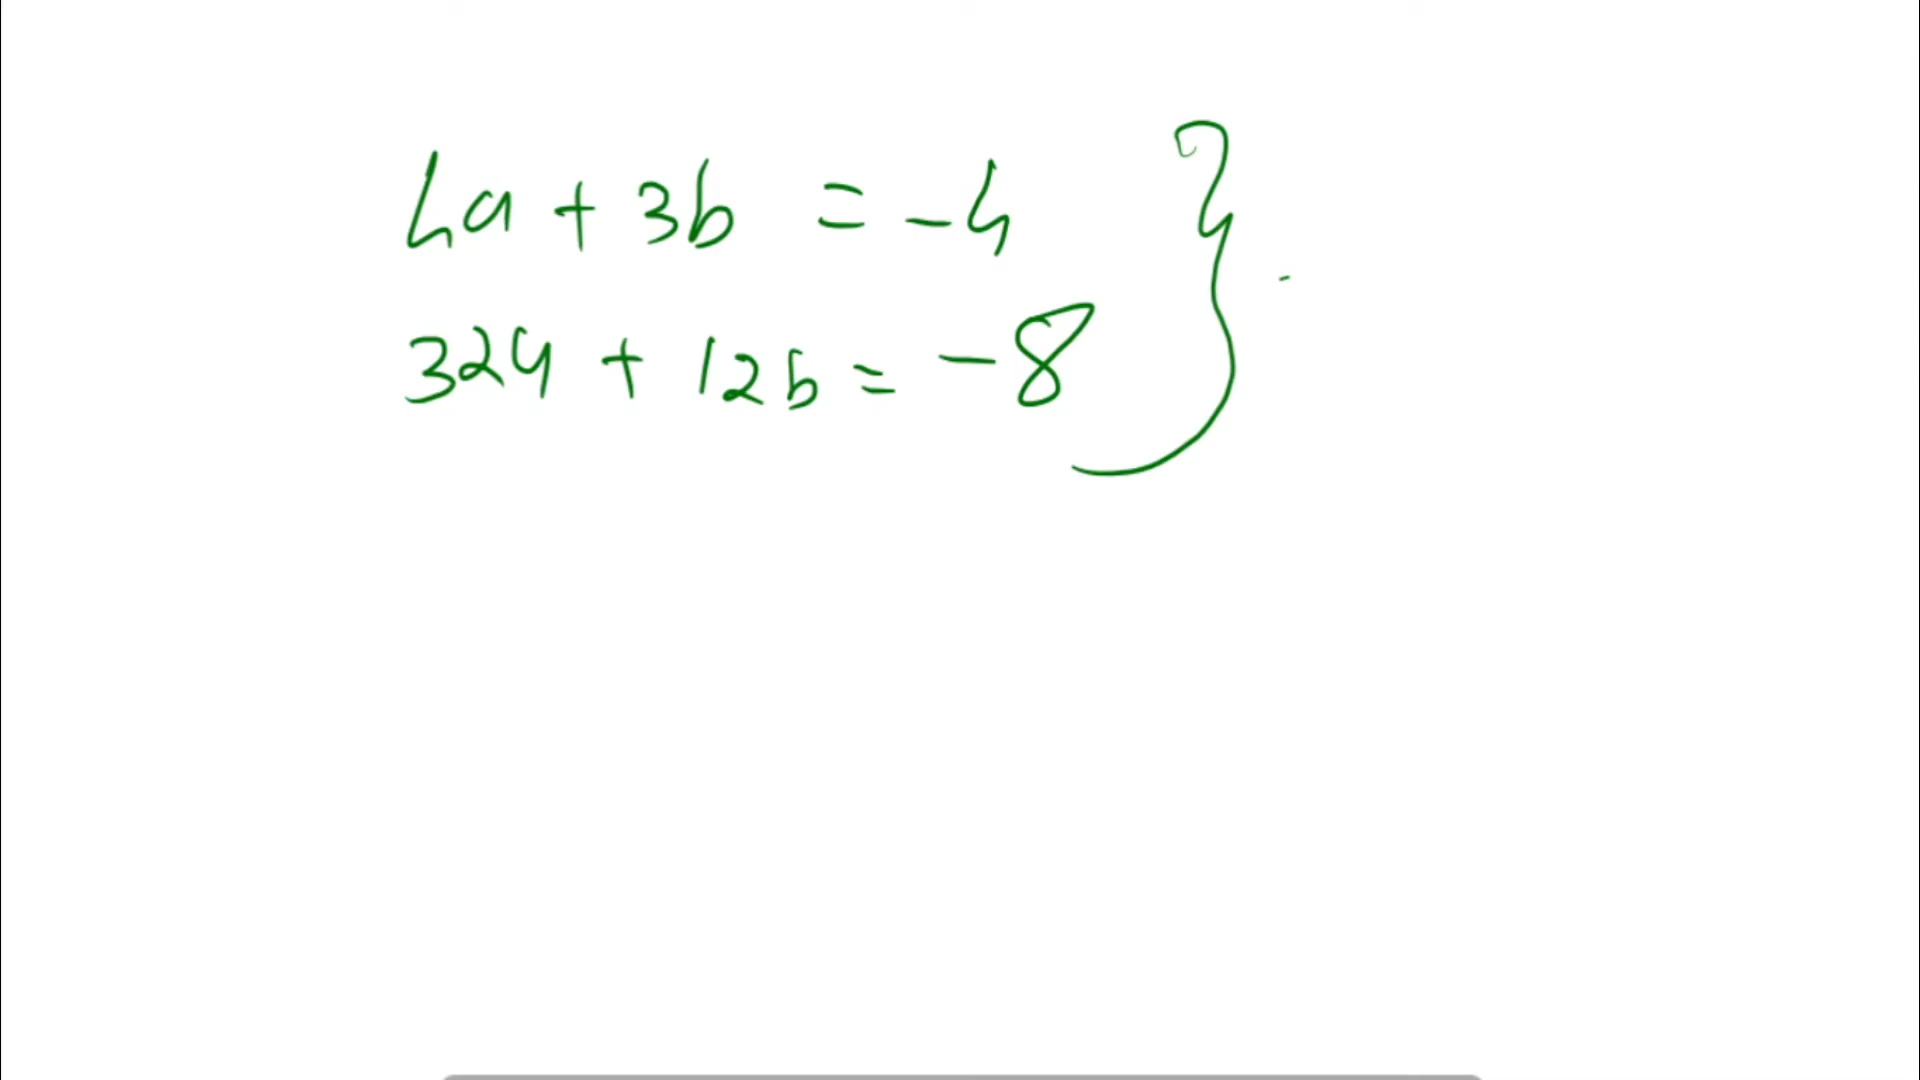 4a + 3b = -4
32a + 12b = -8